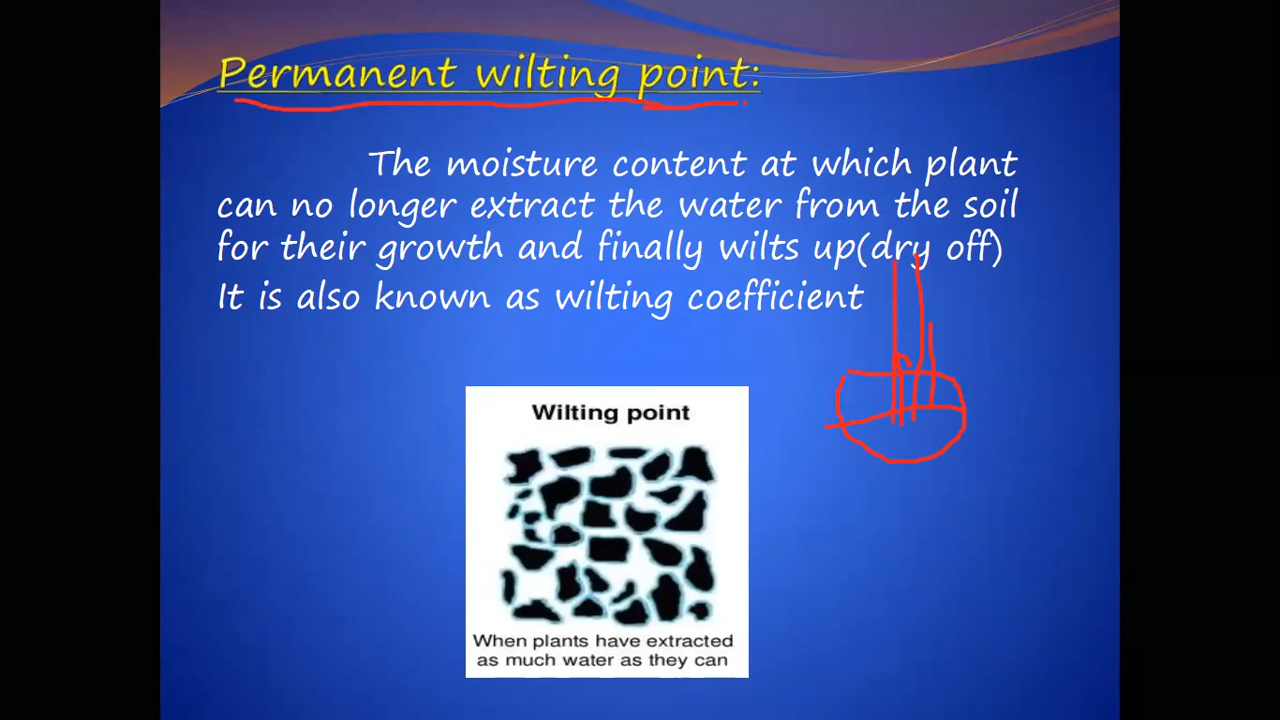 Permanent wilting point:
The moisture content at which plant
can no longer extract the water from the soil
for their growth and finally wilts up(dry off)
It is also known as wilting coefficient
Wilting point
When plants have extracted
as much water as they can